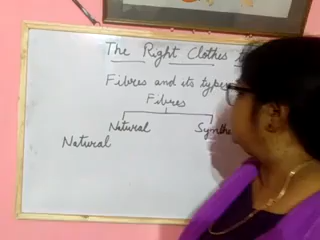 The Right Clothes
Fibres and its types
Fibres
Natural
Natural